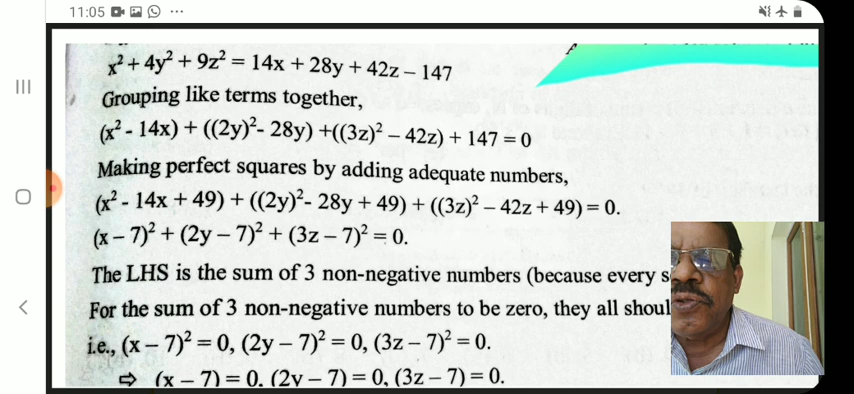 11:05
x² + 4y² + 9z² = 14x + 28y + 42z – 147
Grouping like terms together,
(x² - 14x) + ((2y)²- 28y) +((3z)² – 42z) + 147 = 0
Making perfect squares by adding adequate numbers,
(x² - 14x + 49) + ((2y)²- 28y + 49) + ((3z)² – 42z + 49) = 0.
(x – 7)² + (2y – 7)² + (3z – 7)² = 0.
The LHS is the sum of 3 non-negative numbers (because every
For the sum of 3 non-negative numbers to be zero, they all
i.e., (x – 7)² = 0, (2y – 7)² = 0, (3z – 7)² = 0.
⇨ (x – 7) = 0. (2y – 7) = 0, (3z – 7) = 0.